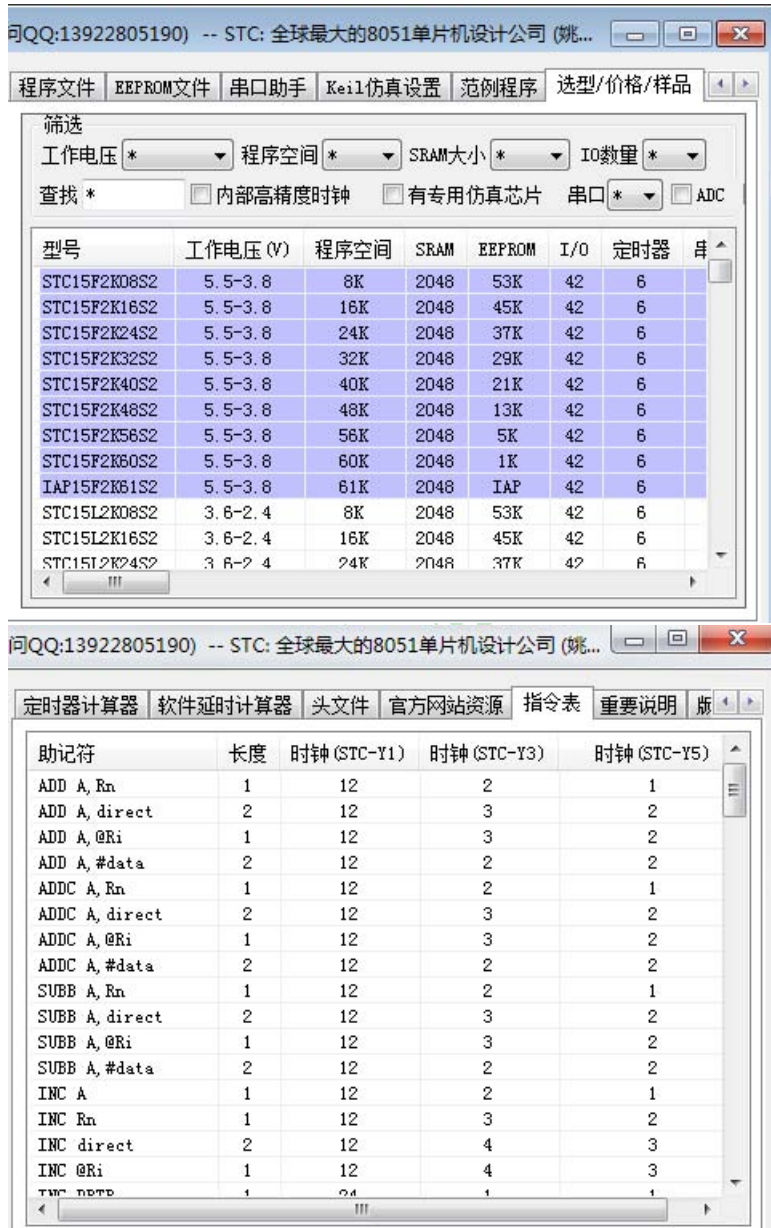 问QQ:13922805190) -- STC: 全球最大的8051单片机设计公司 (姚...
程序文件 EEPROM文件 串口助手 Keil仿真设置 范例程序 选型/价格/样品
筛选
工作电压 * 程序空间 * SRAM大小 * IO数量 *
查找 * 内部高精度时钟 有专用仿真芯片 串口 * ADC
型号 工作电压(V) 程序空间 SRAM EEPROM I/O 定时器 串
STC15F2K08S2 5.5-3.8 8K 2048 53K 42 6
STC15F2K16S2 5.5-3.8 16K 2048 45K 42 6
STC15F2K24S2 5.5-3.8 24K 2048 37K 42 6
STC15F2K32S2 5.5-3.8 32K 2048 29K 42 6
STC15F2K40S2 5.5-3.8 40K 2048 21K 42 6
STC15F2K48S2 5.5-3.8 48K 2048 13K 42 6
STC15F2K56S2 5.5-3.8 56K 2048 5K 42 6
STC15F2K60S2 5.5-3.8 60K 2048 1K 42 6
IAP15F2K61S2 5.5-3.8 61K 2048 IAP 42 6
STC15L2K08S2 3.6-2.4 8K 2048 53K 42 6
STC15L2K16S2 3.6-2.4 16K 2048 45K 42 6
STC15L2K24S2 3.6-2.4 24K 2048 37K 42 6
问QQ:13922805190) -- STC: 全球最大的8051单片机设计公司 (姚...
定时器计算器 软件延时计算器 头文件 官方网站资源 指令表 重要说明 版
助记符 长度 时钟(STC-Y1) 时钟(STC-Y3) 时钟(STC-Y5)
ADD A,Rn 1 12 2 1
ADD A,direct 2 12 3 2
ADD A,@Ri 1 12 3 2
ADD A,#data 2 12 2 2
ADDC A,Rn 1 12 2 1
ADDC A,direct 2 12 3 2
ADDC A,@Ri 1 12 3 2
ADDC A,#data 2 12 2 2
SUBB A,Rn 1 12 2 1
SUBB A,direct 2 12 3 2
SUBB A,@Ri 1 12 3 2
SUBB A,#data 2 12 2 2
INC A 1 12 2 1
INC Rn 1 12 3 2
INC direct 2 12 4 3
INC @Ri 1 12 4 3
INC DPTR 1 24 1 1